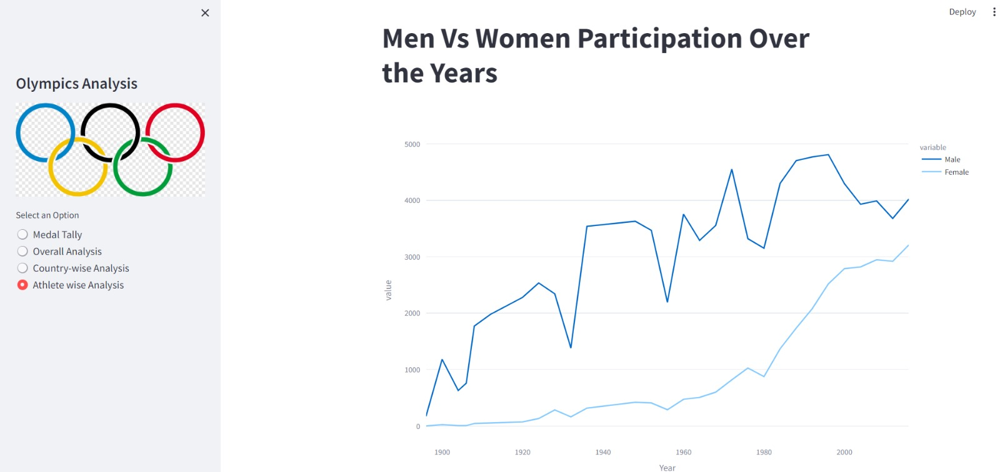 Deploy
Olympics Analysis
Select an Option
Medal Tally
Overall Analysis
Country-wise Analysis
Athlete wise Analysis
Men Vs Women Participation Over
the Years
5000
4000
3000
2000
1000
0
value
1900 1920 1940 1960 1980 2000
Year
variable
Male
Female